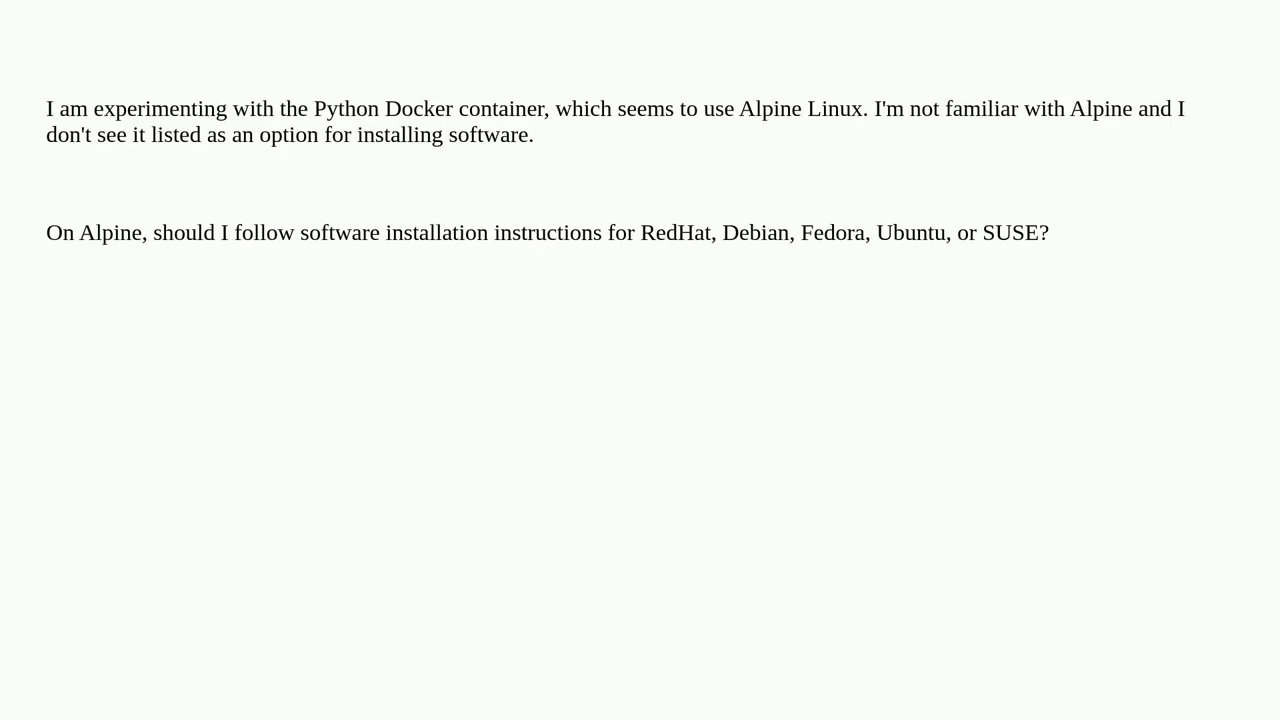 I am experimenting with the Python Docker container, which seems to use Alpine Linux. I'm not familiar with Alpine and I
don't see it listed as an option for installing software.
On Alpine, should I follow software installation instructions for RedHat, Debian, Fedora, Ubuntu, or SUSE?